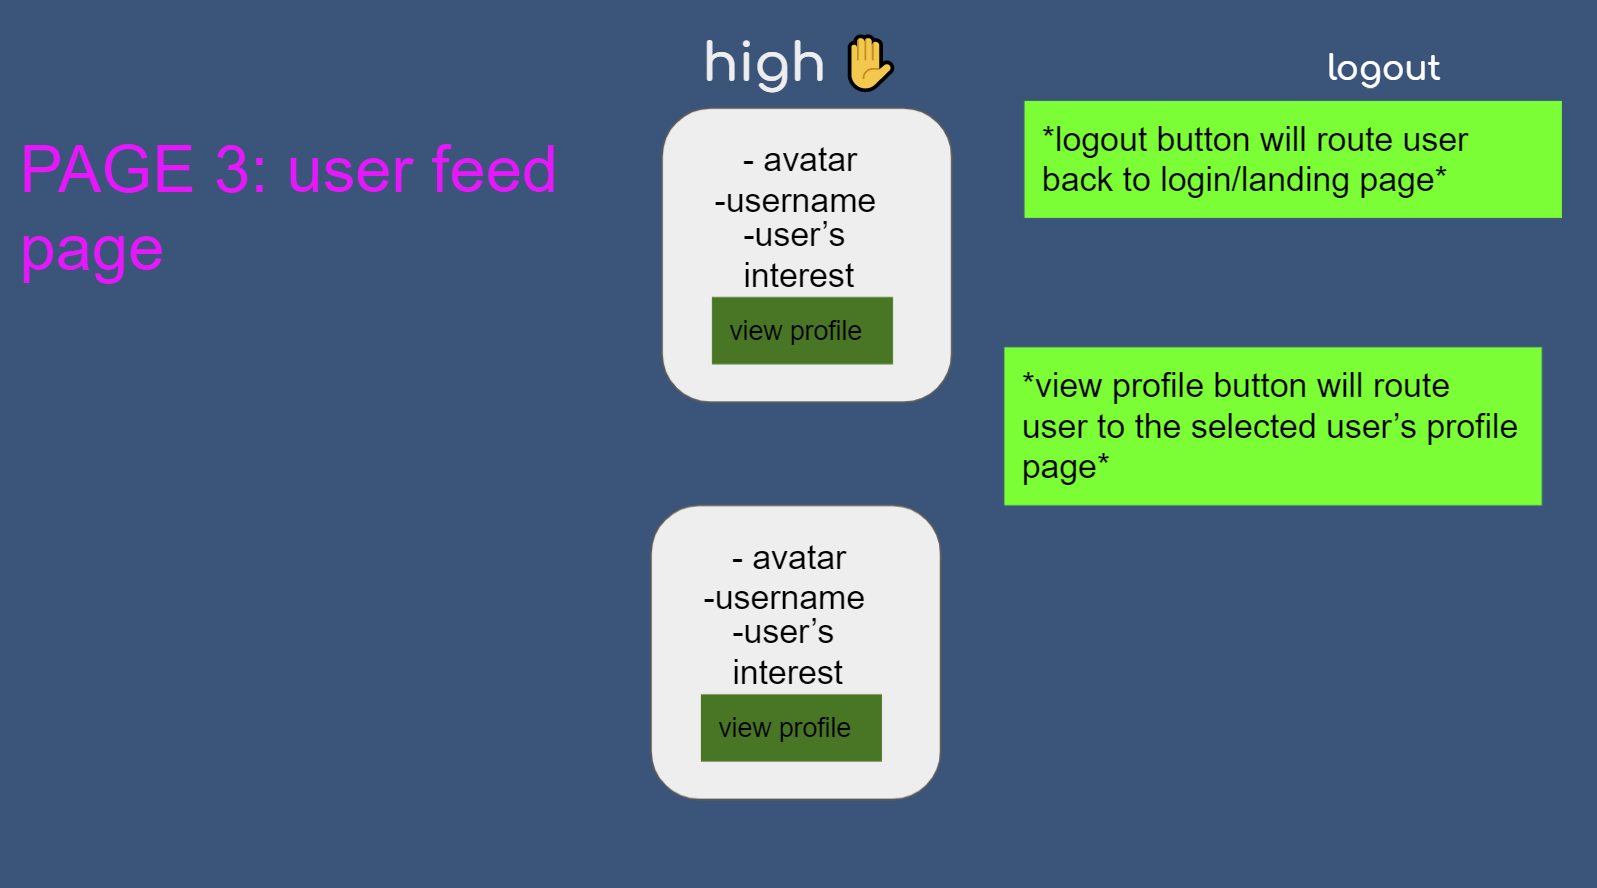 high ✋
logout
PAGE 3: user feed
page
- avatar
-username
-user’s
interest
view profile
*logout button will route user
back to login/landing page*
*view profile button will route
user to the selected user’s profile
page*
- avatar
-username
-user’s
interest
view profile